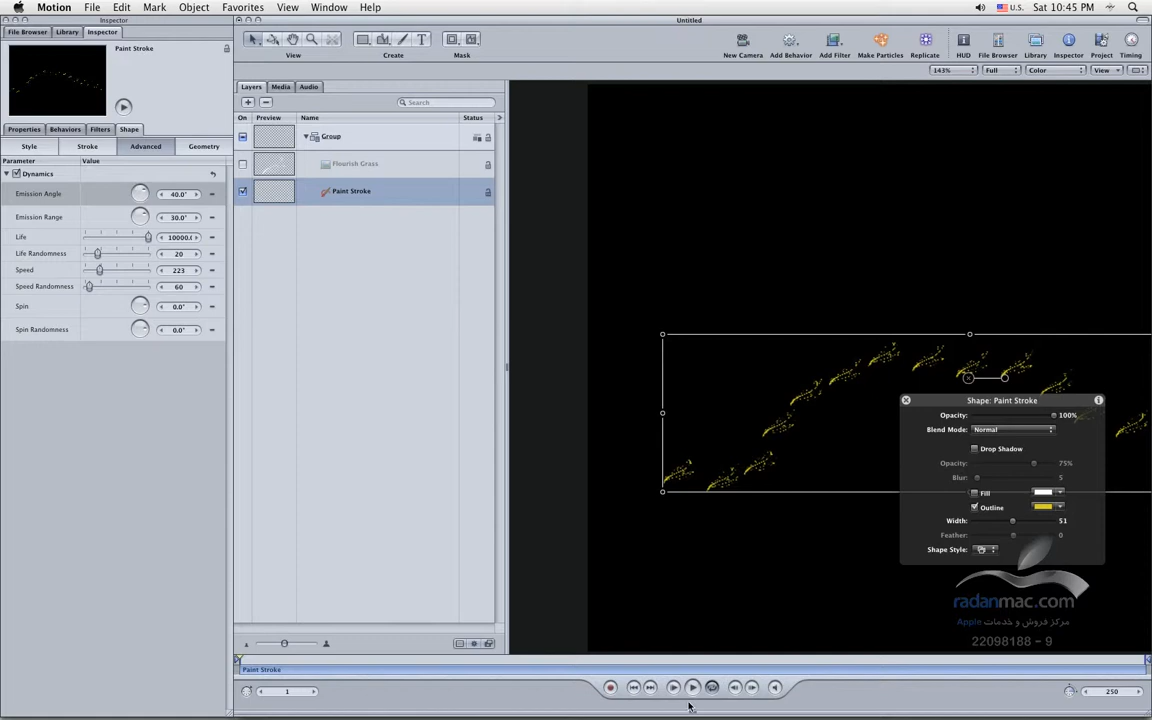 Motion File Edit Mark Object Favorites View Window Help
U.S. Sat 10:45 PM
Inspector
Untitled
File Browser Library Inspector
Paint Stroke
View
Create
Mask
New Camera Add Behavior Add Filter Make Particles Replicate HUD File Browser Library Inspector Project Timing
143% Full Color View
Layers Media Audio
Search
On Preview Name Status
Group
Flourish Grass
Paint Stroke
Properties Behaviors Filters Shape
Style Stroke Advanced Geometry
Parameter Value
Dynamics
Emission Angle 40.0°
Emission Range 30.0°
Life 10000.(
Life Randomness 20
Speed 223
Speed Randomness 60
Spin 0.0°
Spin Randomness 0.0°
Shape: Paint Stroke
Opacity: 100%
Blend Mode: Normal
Drop Shadow
Opacity: 75%
Blur: 5
Fill
Outline
Width: 51
Feather: 0
Shape Style:
radanmac.com
مرکز فروش و خدمات Apple
22098188 - 9
Paint Stroke
1
250